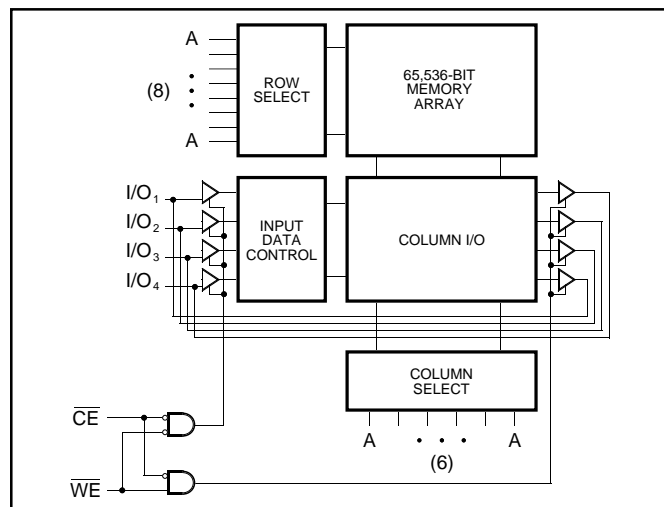 A
(8)
A
ROW
SELECT
65,536-BIT
MEMORY
ARRAY
I/O1
I/O2
I/O3
I/O4
INPUT
DATA
CONTROL
COLUMN I/O
COLUMN
SELECT
A
A
(6)
CE
WE